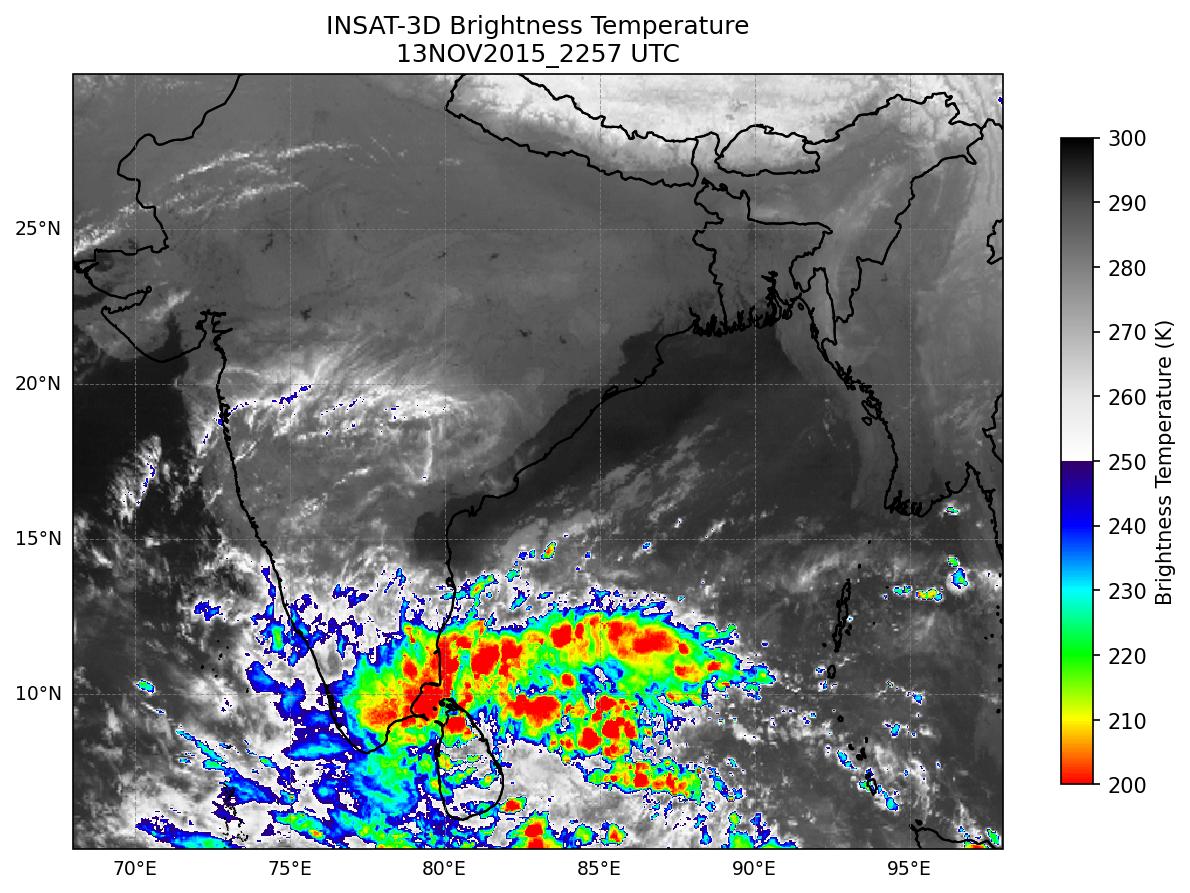 INSAT-3D Brightness Temperature
13NOV2015_2257 UTC
25°N
20°N
15°N
10°N
70°E
75°E
80°E
85°E
90°E
95°E
300
290
280
270
260
250
240
230
220
210
200
Brightness Temperature (K)